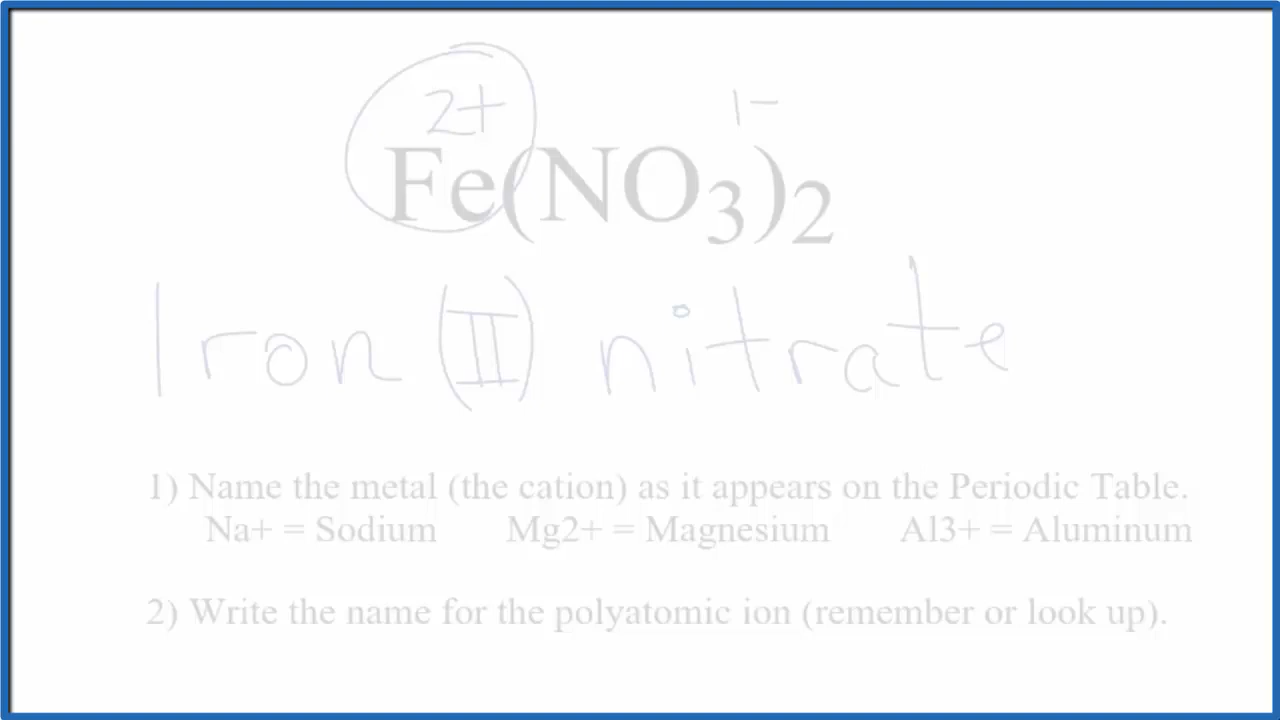 2+ 1-
Fe(NO3)2
Iron (II) nitrate
1) Name the metal (the cation) as it appears on the Periodic Table.
Na+ = Sodium Mg2+ = Magnesium Al3+ = Aluminum
2) Write the name for the polyatomic ion (remember or look up).